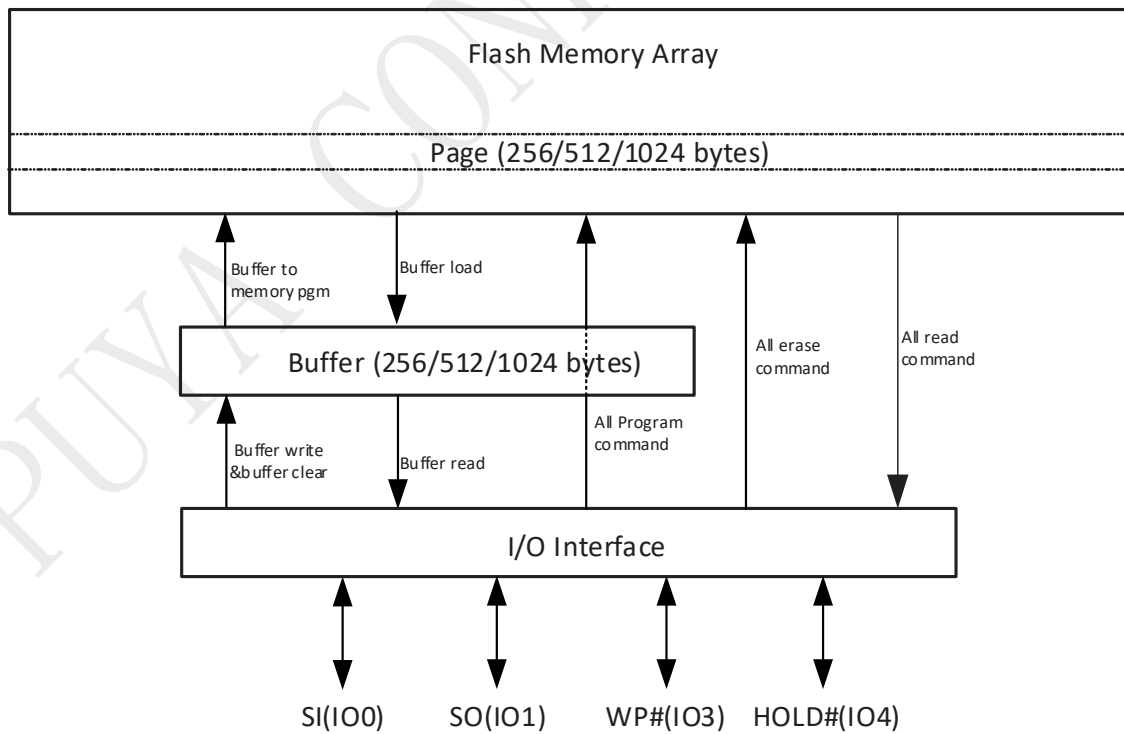 Flash Memory Array
Page (256/512/1024 bytes)
Buffer to
memory pgm
Buffer load
Buffer (256/512/1024 bytes)
All erase
command
All read
command
Buffer write
&buffer clear
Buffer read
All Program
command
I/O Interface
SI(IO0)
SO(IO1)
WP#(IO3)
HOLD#(IO4)
PUYA CON